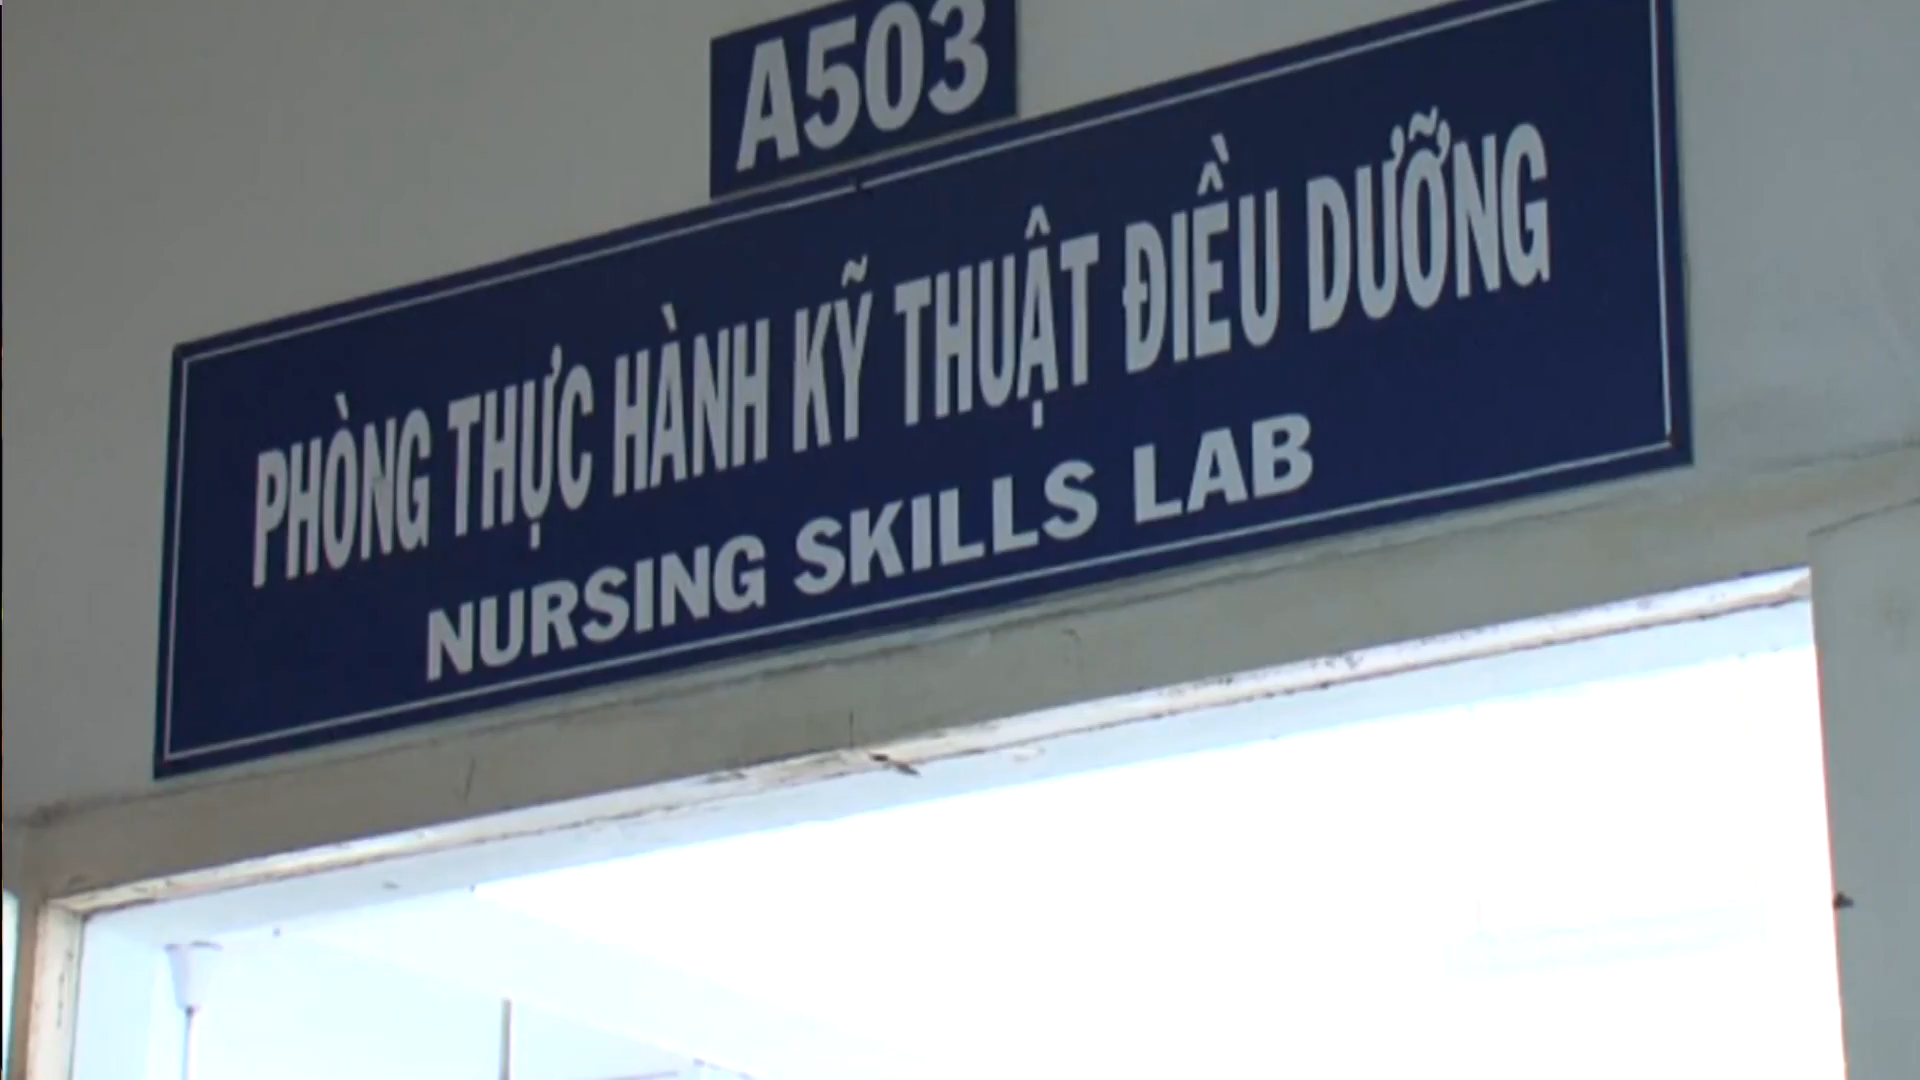 A503
PHÒNG THỰC HÀNH KỸ THUẬT ĐIỀU DƯỠNG
NURSING SKILLS LAB